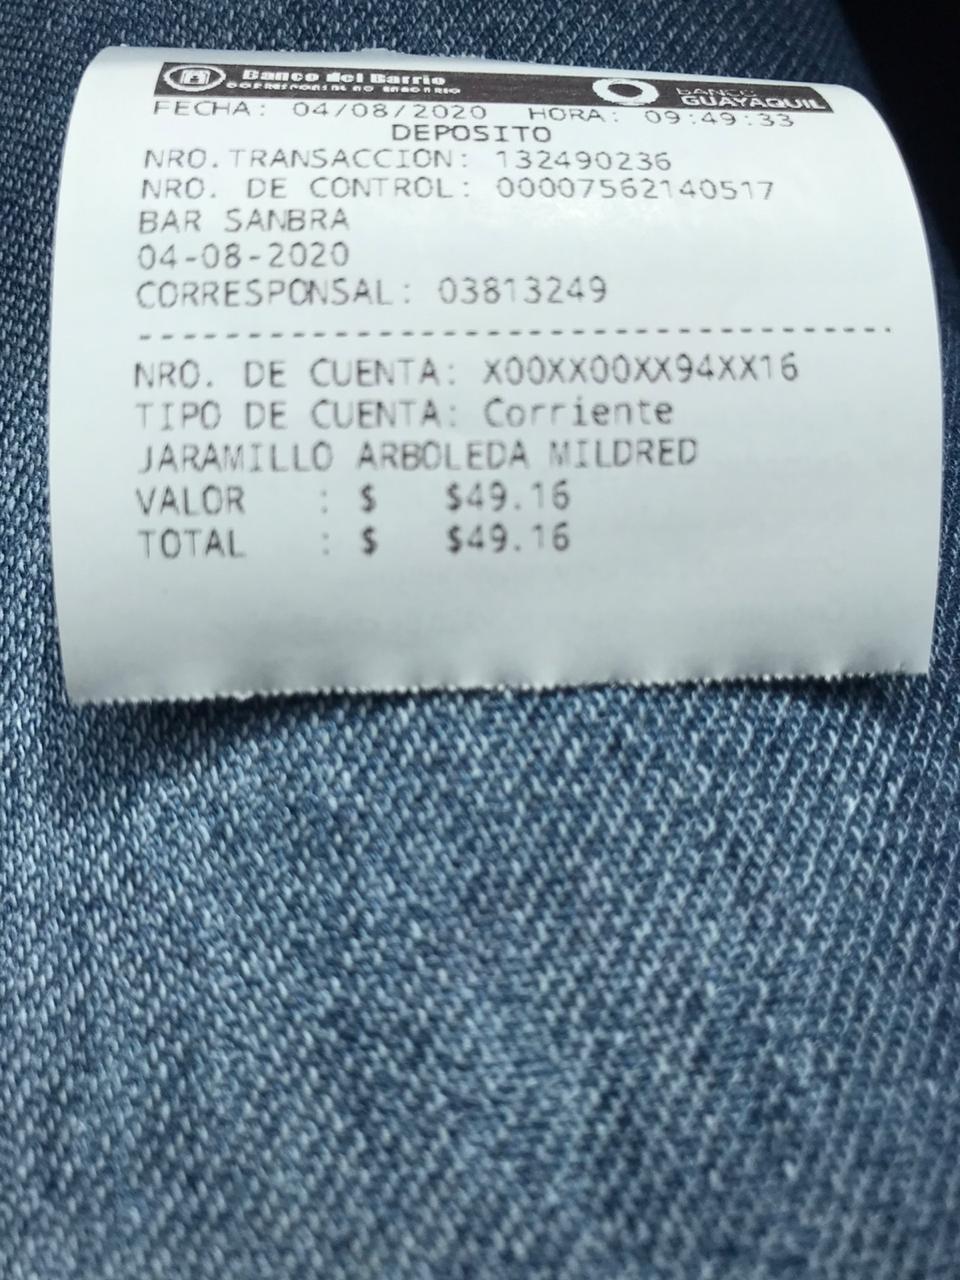 Banco del Barrio
BANCO
GUAYAQUIL
FECHA: 04/08/2020 HORA: 09:49:33
DEPOSITO
NRO.TRANSACCION: 132490236
NRO. DE CONTROL: 00007562140517
BAR SANBRA
04-08-2020
CORRESPONSAL: 03813249
NRO. DE CUENTA: X00XX00XX94XX16
TIPO DE CUENTA: Corriente
JARAMILLO ARBOLEDA MILDRED
VALOR : $ $49.16
TOTAL : $ $49.16